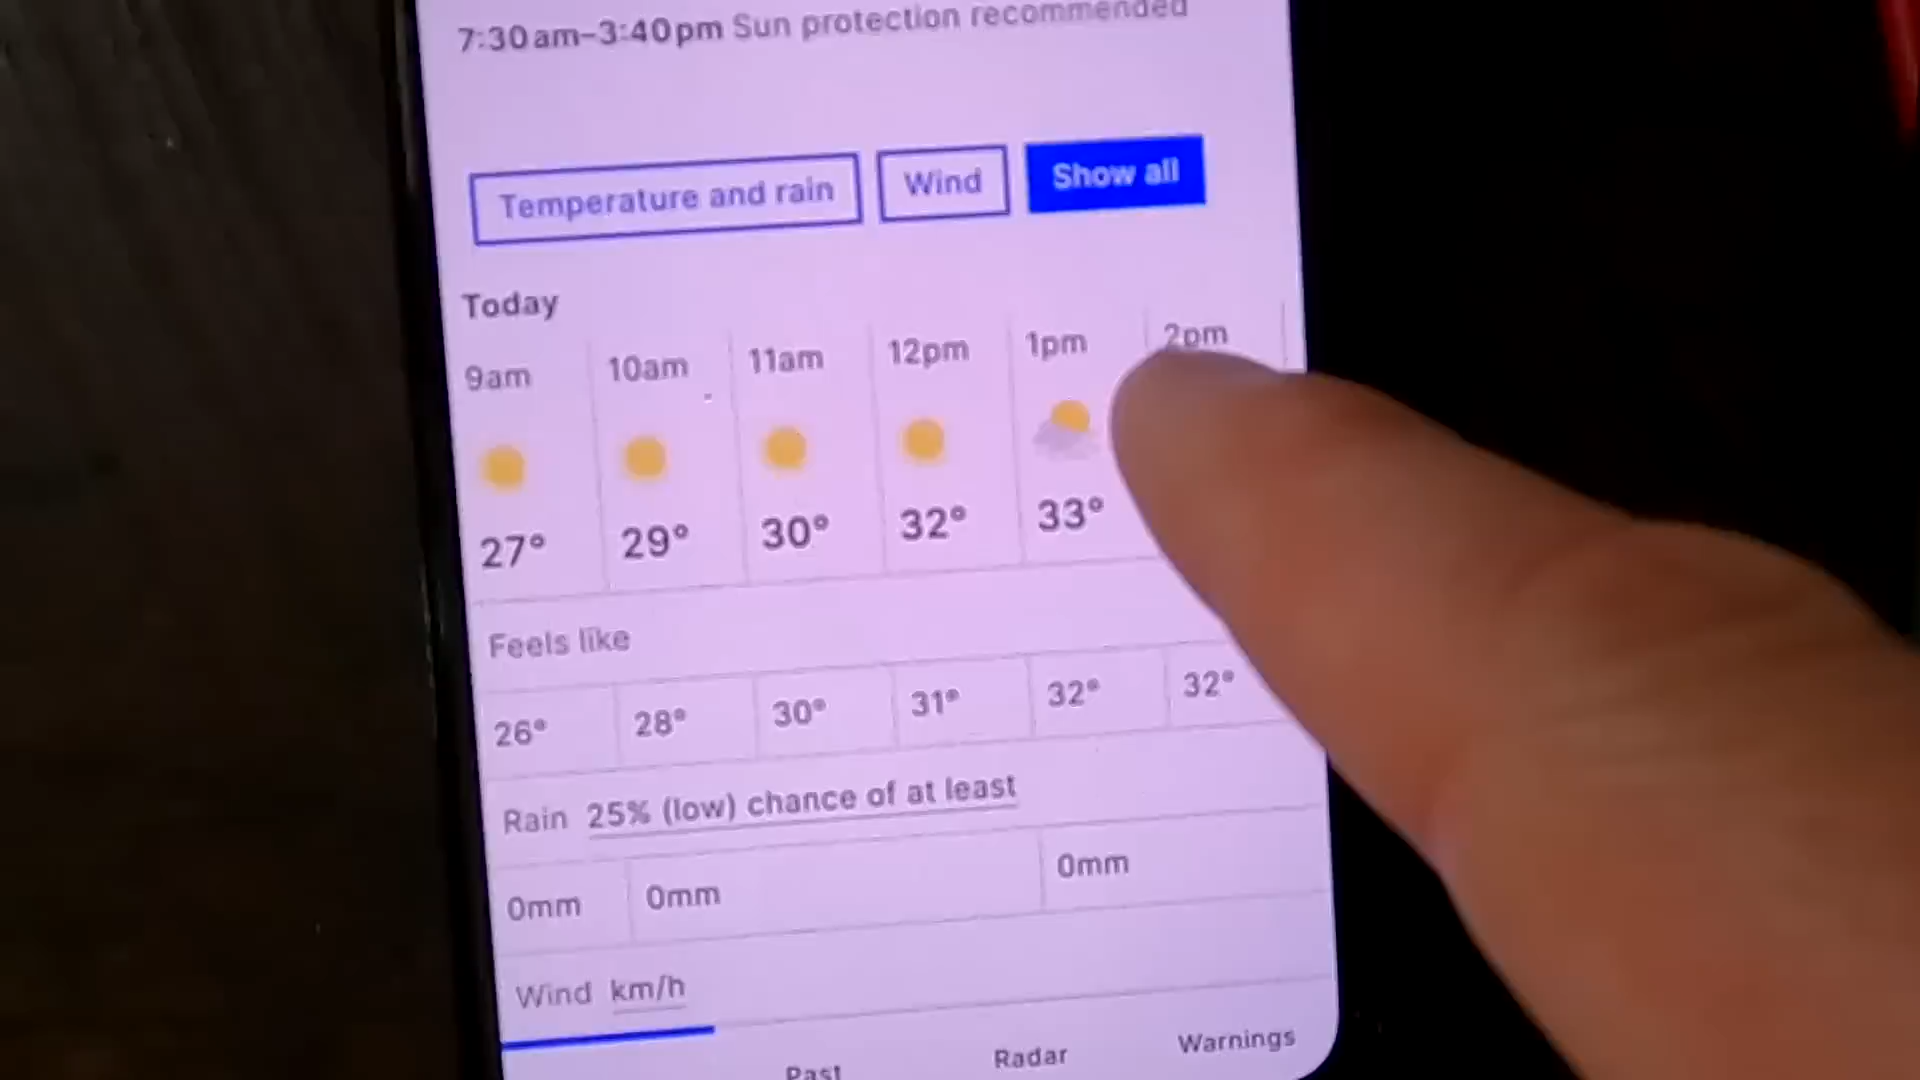 7:30am–3:40pm Sun protection recommended
Temperature and rain Wind Show all
Today
9am 10am 11am 12pm 1pm 2pm
27° 29° 30° 32° 33°
Feels like
26° 28° 30° 31° 32° 32°
Rain 25% (low) chance of at least
0mm 0mm 0mm
Wind km/h
Past Radar Warnings